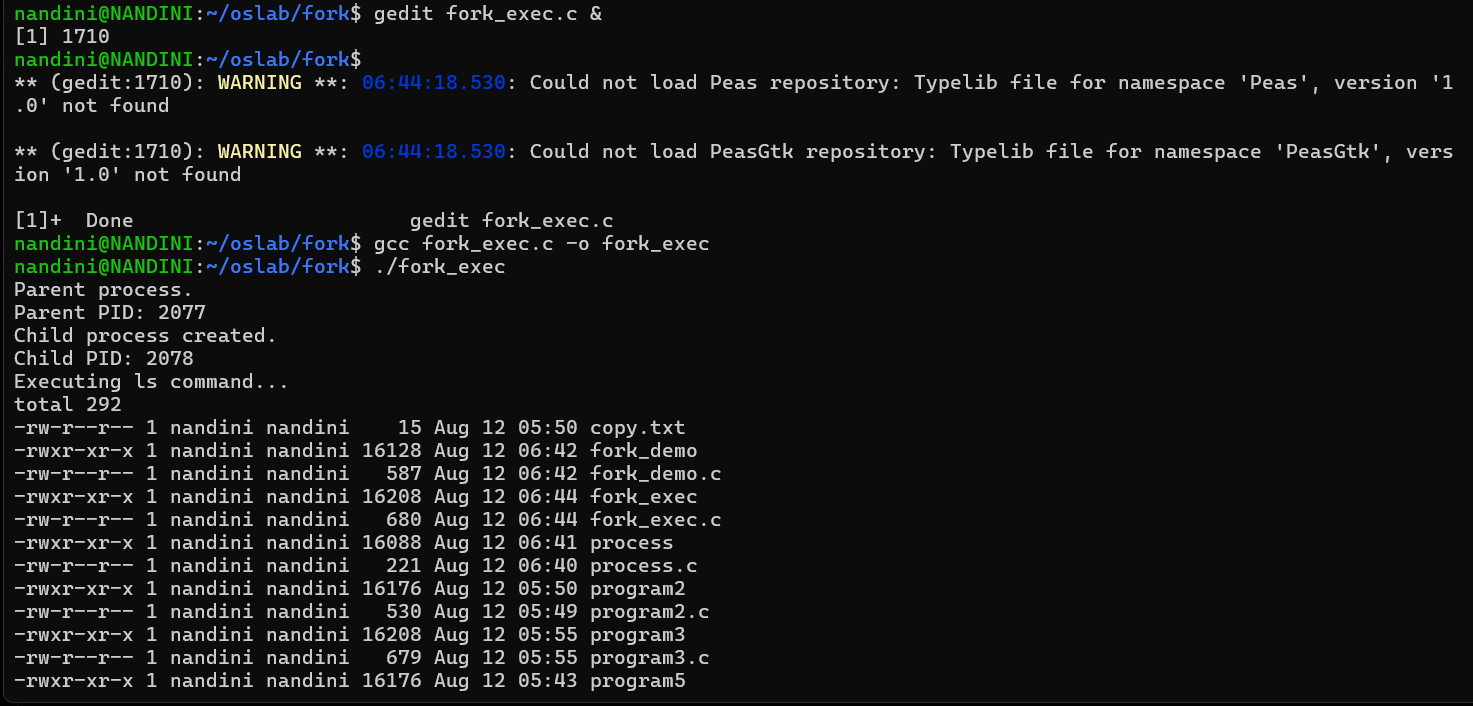 nandini@NANDINI:~/oslab/fork$ gedit fork_exec.c &
[1] 1710
nandini@NANDINI:~/oslab/fork$
** (gedit:1710): WARNING **: 06:44:18.530: Could not load Peas repository: Typelib file for namespace 'Peas', version '1
.0' not found

** (gedit:1710): WARNING **: 06:44:18.530: Could not load PeasGtk repository: Typelib file for namespace 'PeasGtk', vers
ion '1.0' not found

[1]+  Done                       gedit fork_exec.c
nandini@NANDINI:~/oslab/fork$ gcc fork_exec.c -o fork_exec
nandini@NANDINI:~/oslab/fork$ ./fork_exec
Parent process.
Parent PID: 2077
Child process created.
Child PID: 2078
Executing ls command...
total 292
-rw-r--r-- 1 nandini nandini    15 Aug 12 05:50 copy.txt
-rwxr-xr-x 1 nandini nandini 16128 Aug 12 06:42 fork_demo
-rw-r--r-- 1 nandini nandini   587 Aug 12 06:42 fork_demo.c
-rwxr-xr-x 1 nandini nandini 16208 Aug 12 06:44 fork_exec
-rw-r--r-- 1 nandini nandini   680 Aug 12 06:44 fork_exec.c
-rwxr-xr-x 1 nandini nandini 16088 Aug 12 06:41 process
-rw-r--r-- 1 nandini nandini   221 Aug 12 06:40 process.c
-rwxr-xr-x 1 nandini nandini 16176 Aug 12 05:50 program2
-rw-r--r-- 1 nandini nandini   530 Aug 12 05:49 program2.c
-rwxr-xr-x 1 nandini nandini 16208 Aug 12 05:55 program3
-rw-r--r-- 1 nandini nandini   679 Aug 12 05:55 program3.c
-rwxr-xr-x 1 nandini nandini 16176 Aug 12 05:43 program5